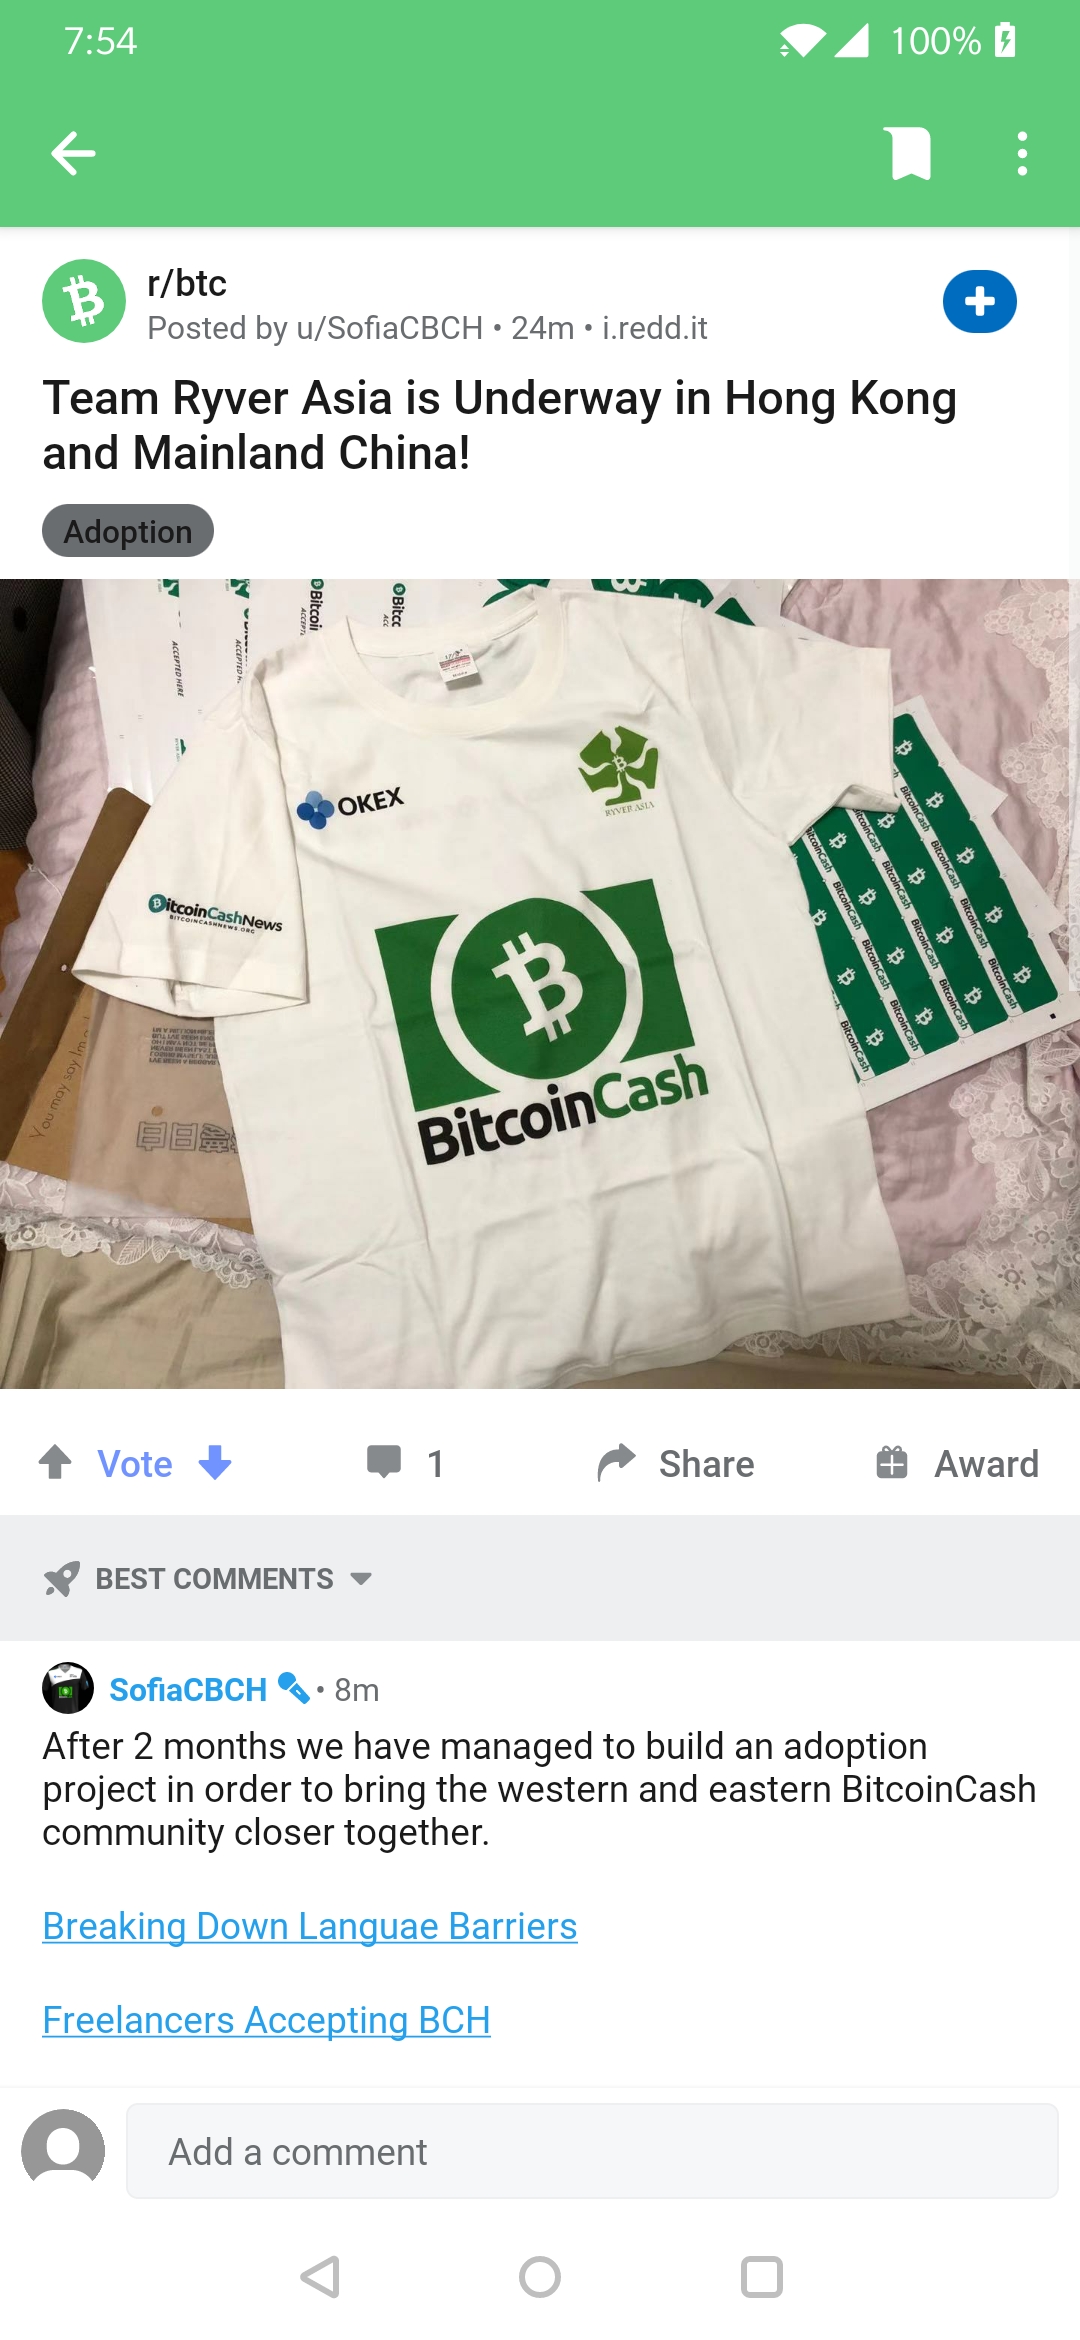 7:54
100%
r/btc
Posted by u/SofiaCBCH • 24m • i.redd.it
Team Ryver Asia is Underway in Hong Kong
and Mainland China!
Adoption
ACCEPTED HERE
ACCEPTED HERE
OKEX
RYVER ASIA
BitcoinCashNews
BITCOINCASHNEWS.ORG
BitcoinCash
BitcoinCash
BitcoinCash
BitcoinCash
BitcoinCash
BitcoinCash
BitcoinCash
BitcoinCash
BitcoinCash
BitcoinCash
BitcoinCash
BitcoinCash
BitcoinCash
You may say Im a
Vote
1
Share
Award
BEST COMMENTS
SofiaCBCH • 8m
After 2 months we have managed to build an adoption
project in order to bring the western and eastern BitcoinCash
community closer together.
Breaking Down Languae Barriers
Freelancers Accepting BCH
Add a comment